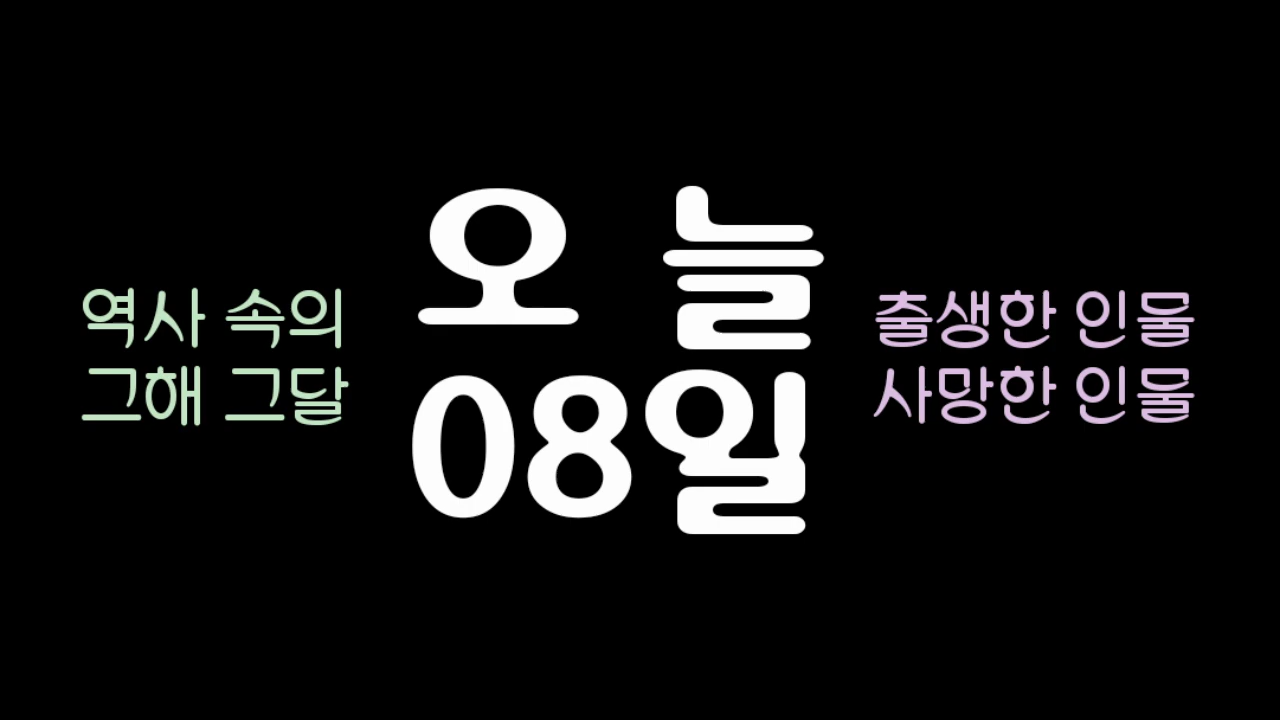 역사 속의
그해 그달
오 늘
08일
출생한 인물
사망한 인물